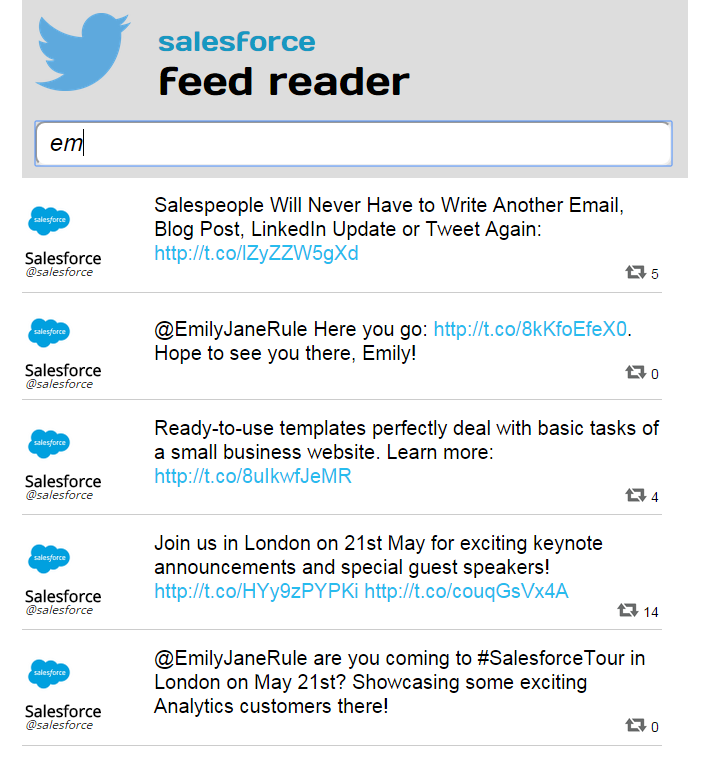 salesforce
feed reader
em
salesforce
Salesforce
@salesforce
Salespeople Will Never Have to Write Another Email,
Blog Post, LinkedIn Update or Tweet Again:
http://t.co/lZyZZW5gXd
5
salesforce
Salesforce
@salesforce
@EmilyJaneRule Here you go: http://t.co/8kKfoEfeX0.
Hope to see you there, Emily!
0
salesforce
Salesforce
@salesforce
Ready-to-use templates perfectly deal with basic tasks of
a small business website. Learn more:
http://t.co/8uIkwfJeMR
4
salesforce
Salesforce
@salesforce
Join us in London on 21st May for exciting keynote
announcements and special guest speakers!
http://t.co/HYy9zPYPKi http://t.co/couqGsVx4A
14
salesforce
Salesforce
@salesforce
@EmilyJaneRule are you coming to #SalesforceTour in
London on May 21st? Showcasing some exciting
Analytics customers there!
0